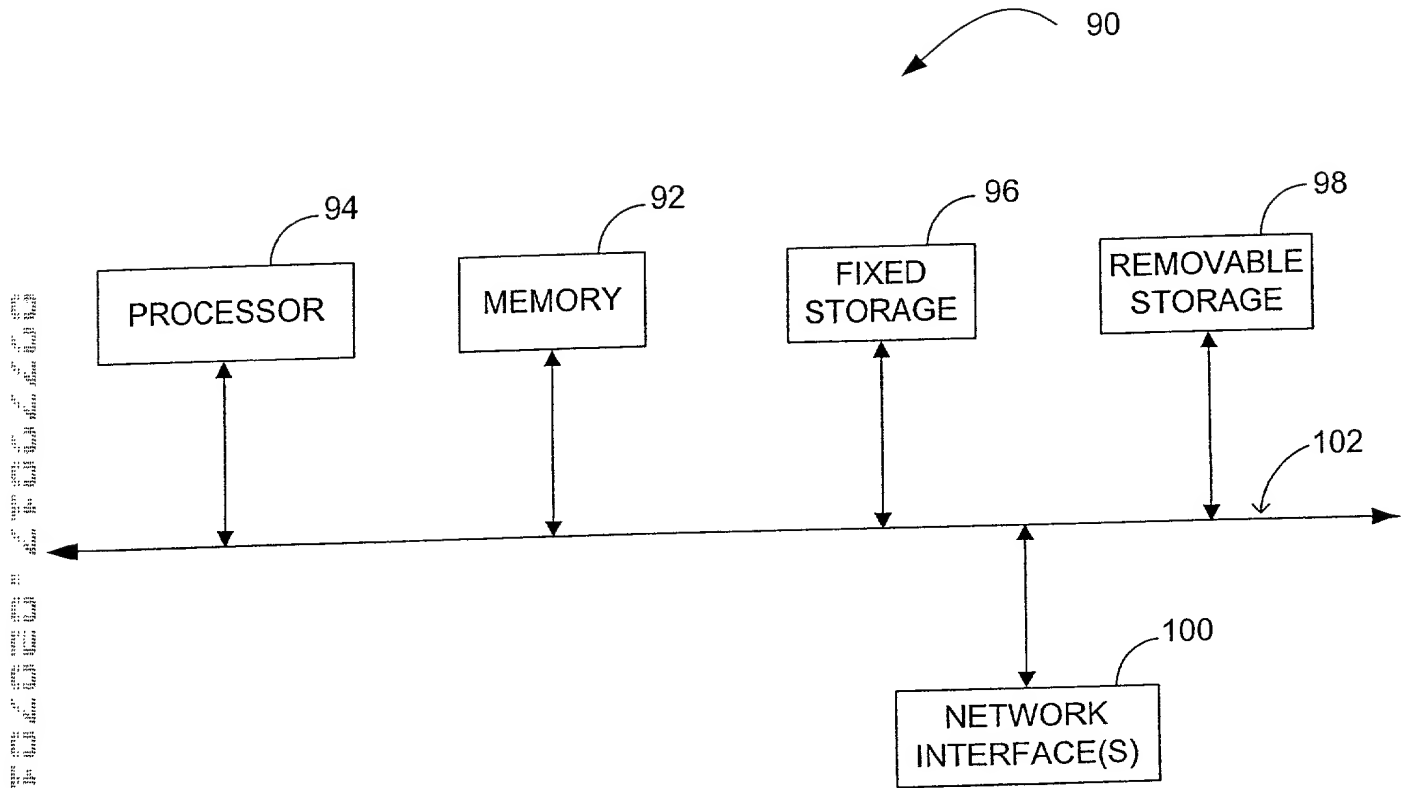 90
94
92
96
98
PROCESSOR
MEMORY
FIXED
STORAGE
REMOVABLE
STORAGE
102
100
NETWORK
INTERFACE(S)